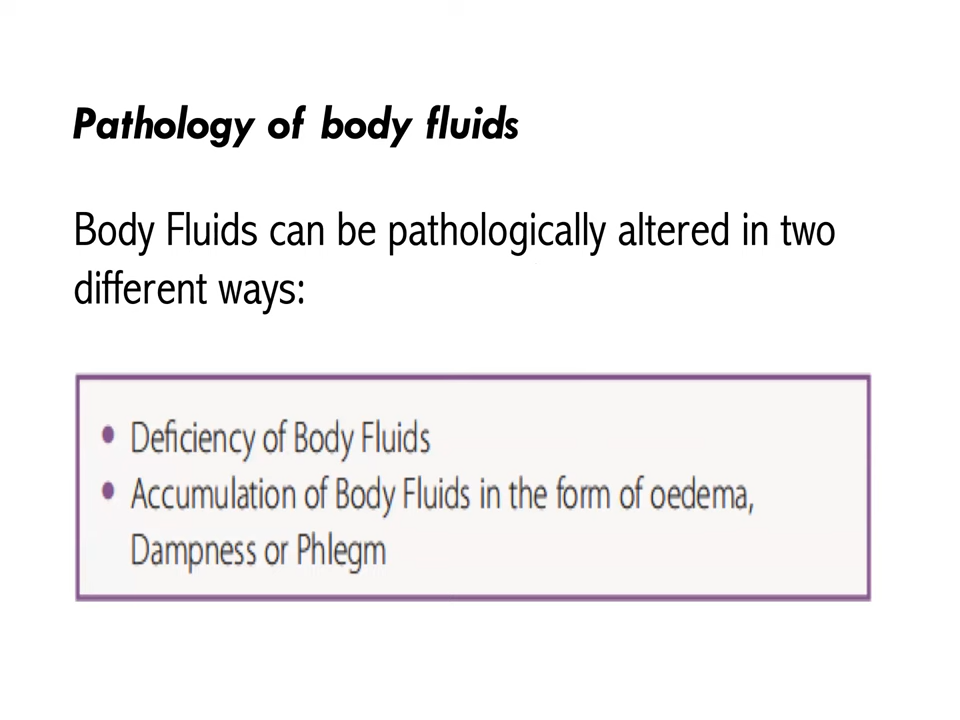 Pathology of body fluids
Body Fluids can be pathologically altered in two
different ways:
• Deficiency of Body Fluids
• Accumulation of Body Fluids in the form of oedema,
Dampness or Phlegm